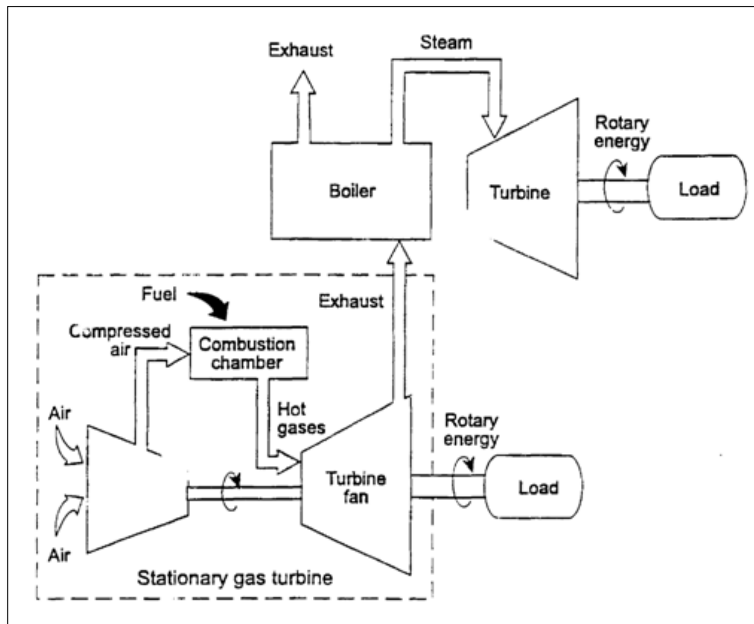 Steam
Exhaust
Rotary
energy
Boiler
Turbine
Load
Exhaust
Fuel
Compressed
air
Combustion
chamber
Air
Hot
gases
Rotary
energy
Turbine
fan
Load
Air
Stationary gas turbine